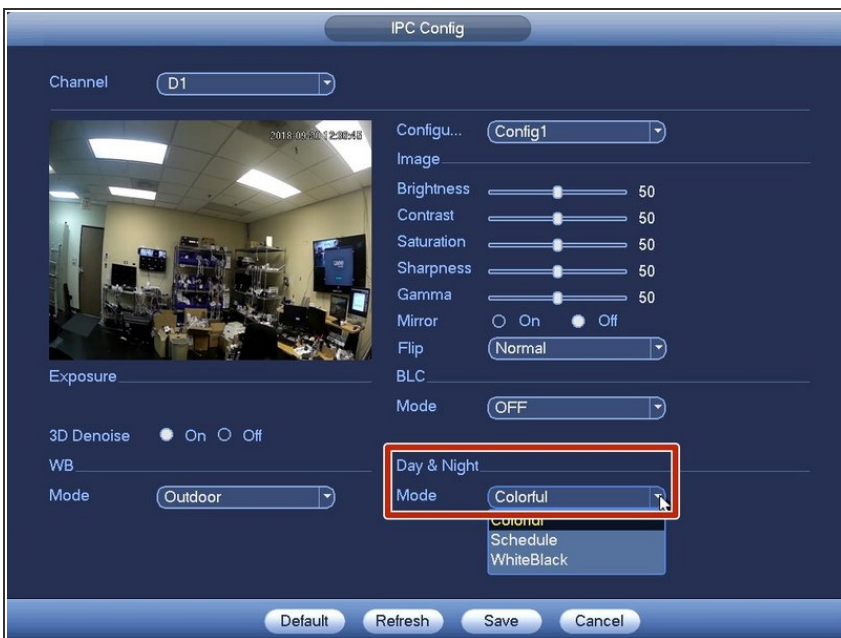 IPC Config
Channel D1
Configu... Config1
Image
Brightness 50
Contrast 50
Saturation 50
Sharpness 50
Gamma 50
Mirror On Off
Flip Normal
Exposure
BLC
Mode OFF
3D Denoise On Off
WB
Day & Night
Mode Outdoor
Mode Colorful
Colorful
Schedule
WhiteBlack
Default Refresh Save Cancel